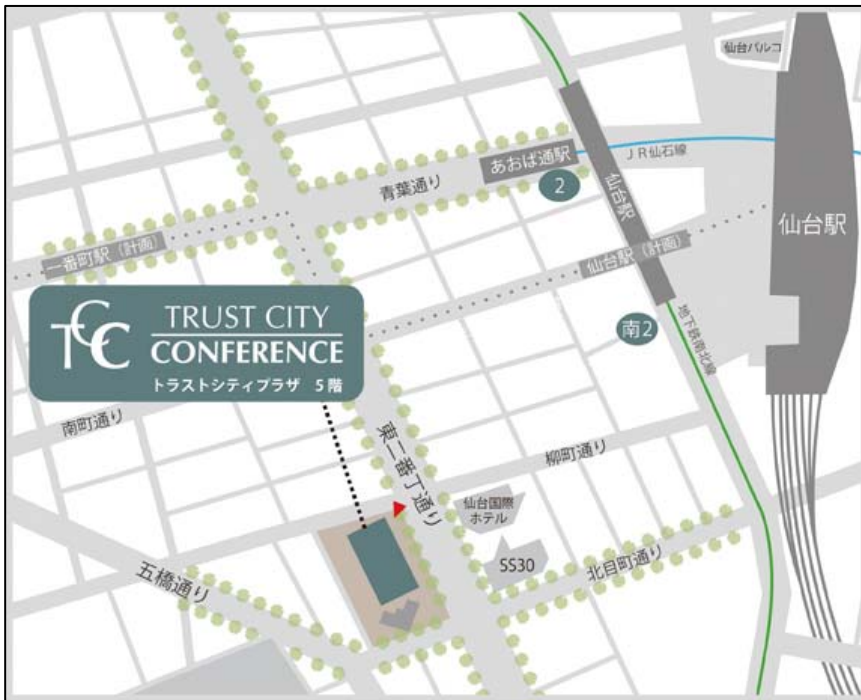 仙台パルコ
あおば通駅
JR仙石線
2
青葉通り
仙台駅
仙台駅
一番町駅（計画）
仙台駅（計画）
TCC
TRUST CITY
CONFERENCE
トラストシティプラザ 5階
南2
地下鉄南北線
南町通り
東二番丁通り
柳町通り
仙台国際
ホテル
SS30
北目町通り
五橋通り